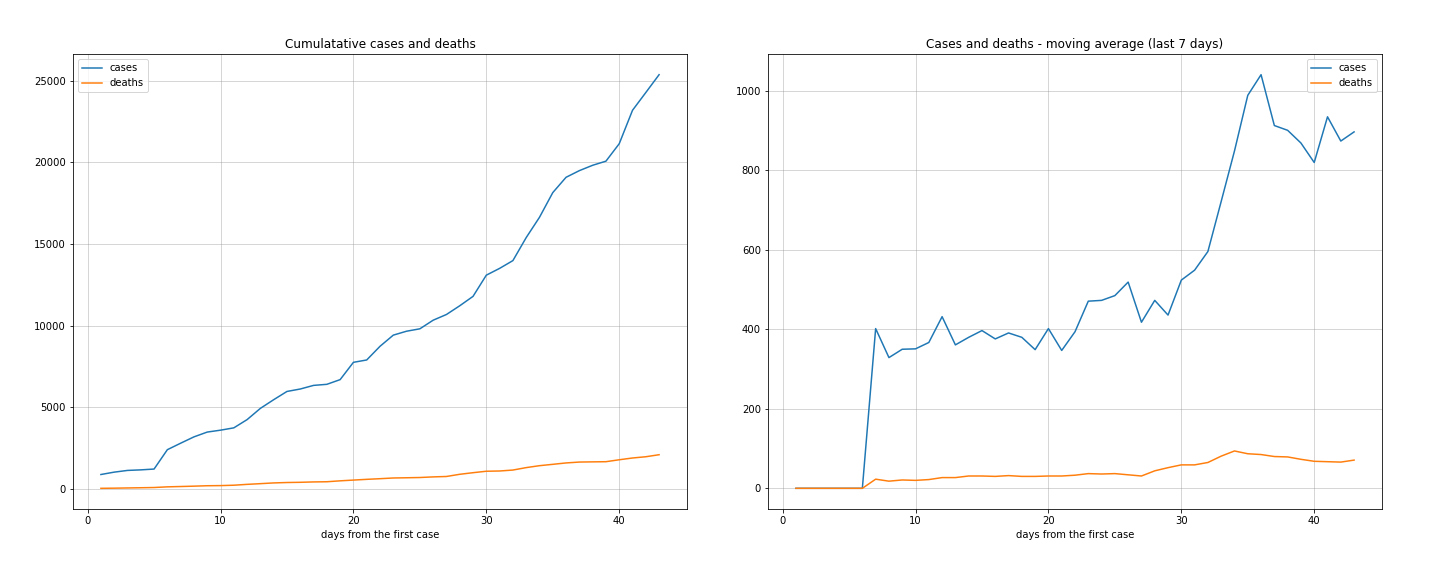 Cumulatative cases and deaths
cases
deaths
25000
20000
15000
10000
5000
0
0 10 20 30 40
days from the first case
Cases and deaths - moving average (last 7 days)
cases
deaths
1000
800
600
400
200
0
0 10 20 30 40
days from the first case